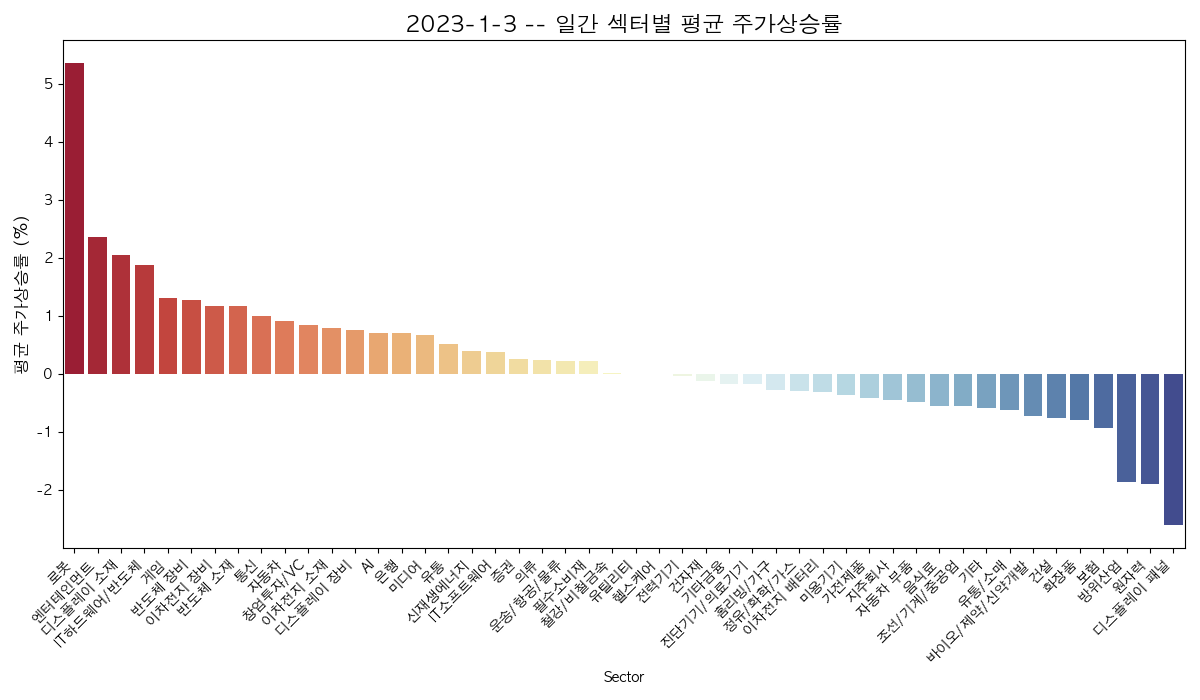 2023-1-3 -- 일간 섹터별 평균 주가상승률
평균 주가상승률 (%)
5
4
3
2
1
0
-1
-2
로봇
엔터테인먼트
디스플레이 소재
IT하드웨어/반도체
게임
반도체 장비
이차전지 장비
반도체 소재
통신
자동차
창업투자/VC
이차전지 소재
디스플레이 장비
AI
은행
미디어
유통
신재생에너지
IT소프트웨어
증권
의류
운송/항공/물류
필수소비재
철강/비철금속
유틸리티
헬스케어
전력기기
건자재
기타금융
진단기기/의료기기
홈리빙/가구
정유/화학/가스
이차전지 배터리
미용기기
가전제품
지주회사
자동차 부품
음식료
조선/기계/중공업
기타
유통/소매
바이오/제약/신약개발
건설
화장품
보험
방위산업
원자력
디스플레이 패널
Sector